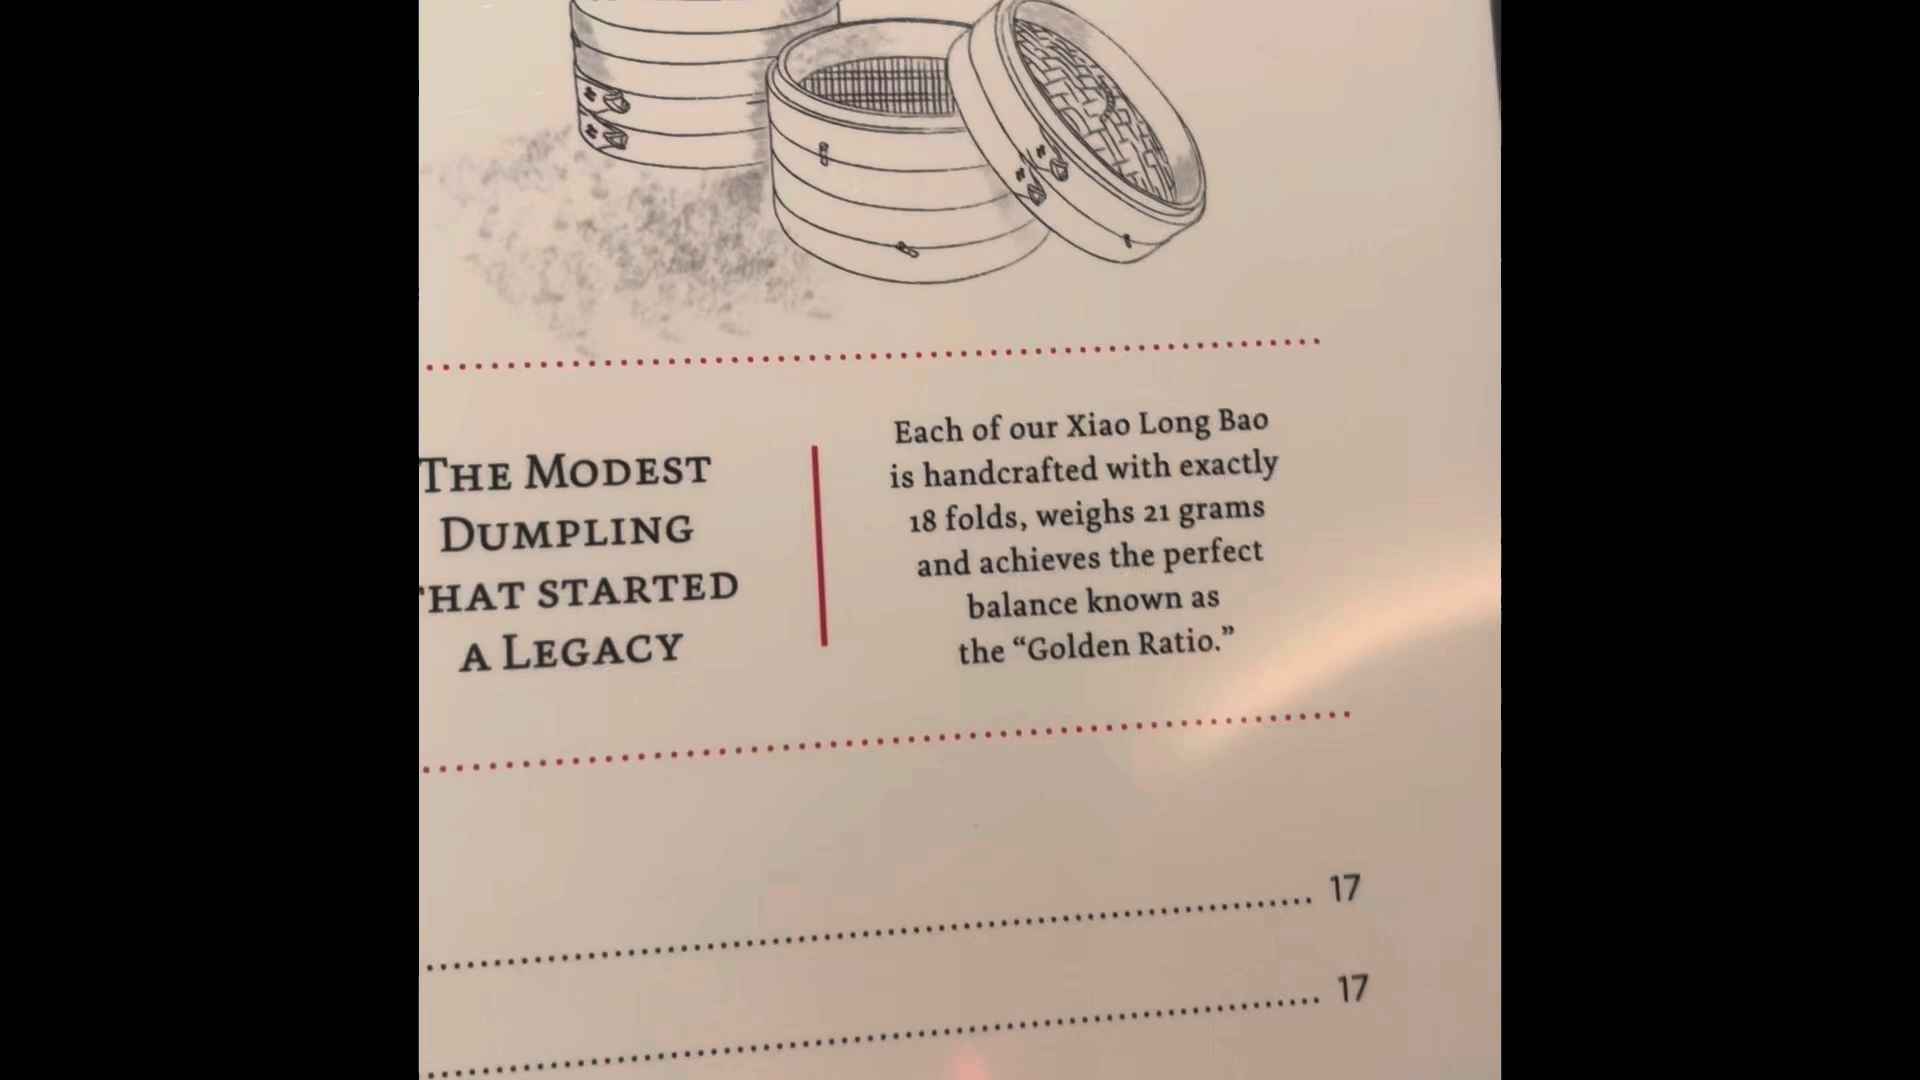 THE MODEST
DUMPLING
THAT STARTED
A LEGACY
Each of our Xiao Long Bao
is handcrafted with exactly
18 folds, weighs 21 grams
and achieves the perfect
balance known as
the “Golden Ratio.”
17
17